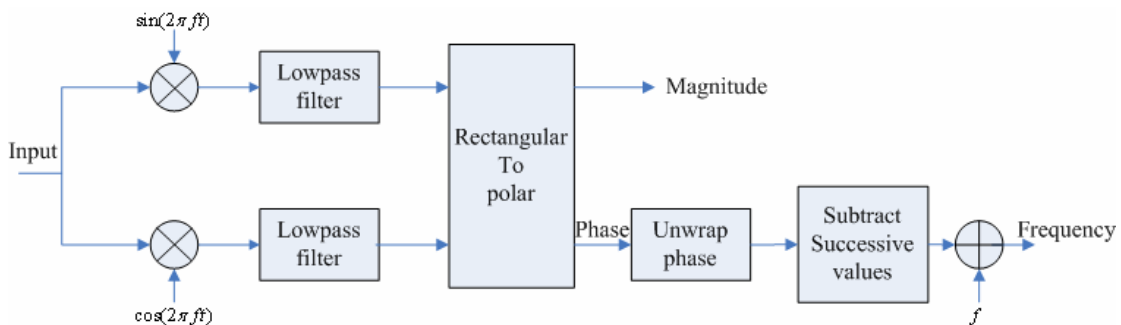 sin(2πft)
Lowpass
filter
Magnitude
Input
Rectangular
To
polar
Lowpass
filter
Phase
Unwrap
phase
Subtract
Successive
values
Frequency
cos(2πft)
f